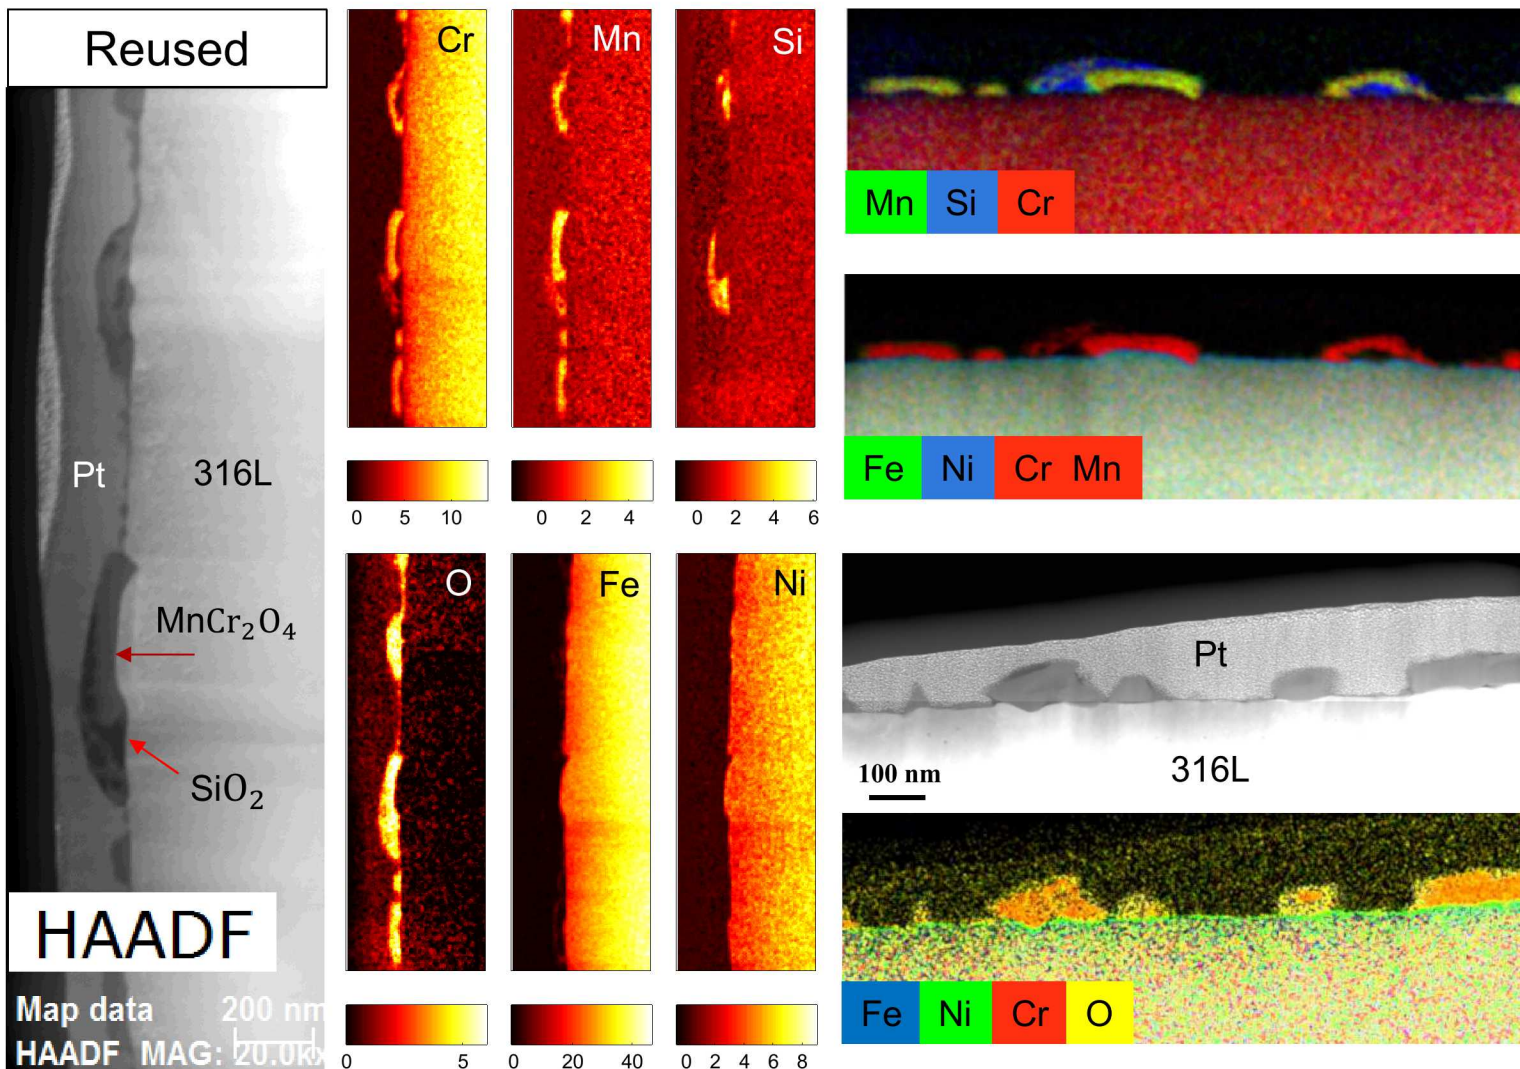 Reused
Pt
316L
MnCr₂O₄
SiO₂
HAADF
Map data 200 nm
HAADF MAG: 20.0kx
Cr
0 5 10
Mn
0 2 4
Si
0 2 4 6
O
0 5
Fe
0 20 40
Ni
0 2 4 6 8
Mn Si Cr
Fe Ni Cr Mn
Pt
100 nm
316L
Fe Ni Cr O